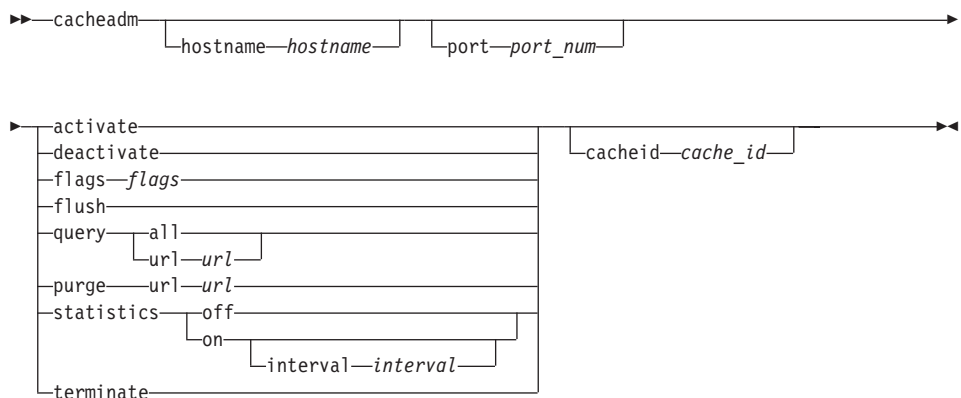 cacheadm
hostname hostname port port_num
activate
deactivate cacheid cache_id
flags flags
flush
query all
url url
purge url url
statistics off
on
interval interval
terminate